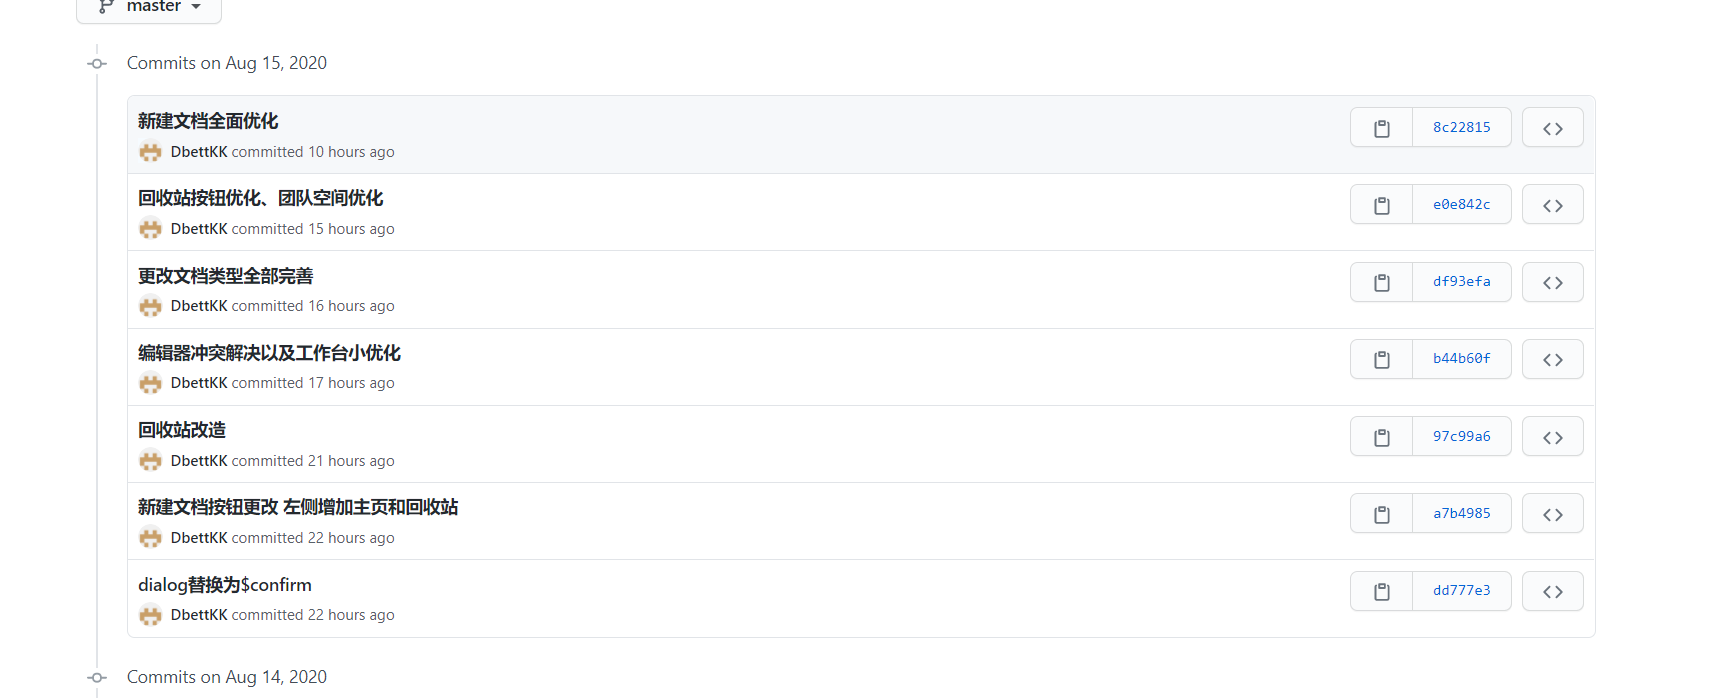 master
Commits on Aug 15, 2020
新建文档全面优化
8c22815
DbettKK committed 10 hours ago
回收站按钮优化、团队空间优化
e0e842c
DbettKK committed 15 hours ago
更改文档类型全部完善
df93efa
DbettKK committed 16 hours ago
编辑器冲突解决以及工作台小优化
b44b60f
DbettKK committed 17 hours ago
回收站改造
97c99a6
DbettKK committed 21 hours ago
新建文档按钮更改 左侧增加主页和回收站
a7b4985
DbettKK committed 22 hours ago
dialog替换为$confirm
dd777e3
DbettKK committed 22 hours ago
Commits on Aug 14, 2020